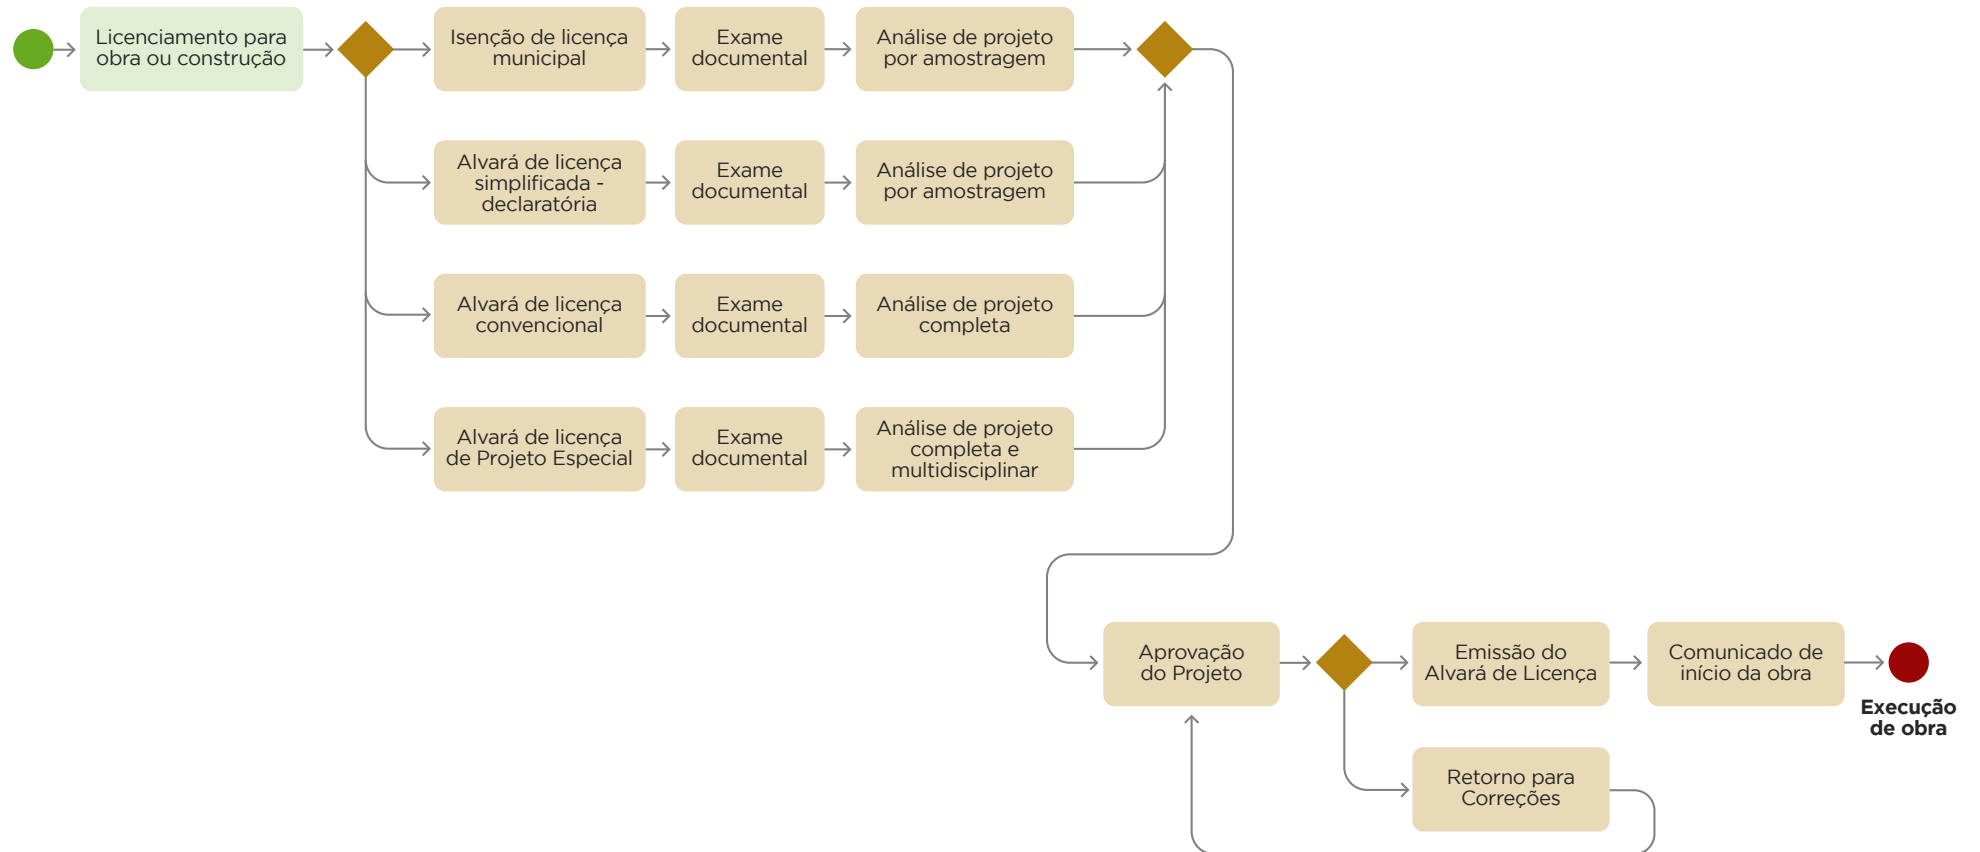 Licenciamento para
obra ou construção
Isenção de licença
municipal
Exame
documental
Análise de projeto
por amostragem
Alvará de licença
simplificada -
declaratória
Exame
documental
Análise de projeto
por amostragem
Alvará de licença
convencional
Exame
documental
Análise de projeto
completa
Alvará de licença
de Projeto Especial
Exame
documental
Análise de projeto
completa e
multidisciplinar
Aprovação
do Projeto
Emissão do
Alvará de Licença
Comunicado de
início da obra
Execução
de obra
Retorno para
Correções